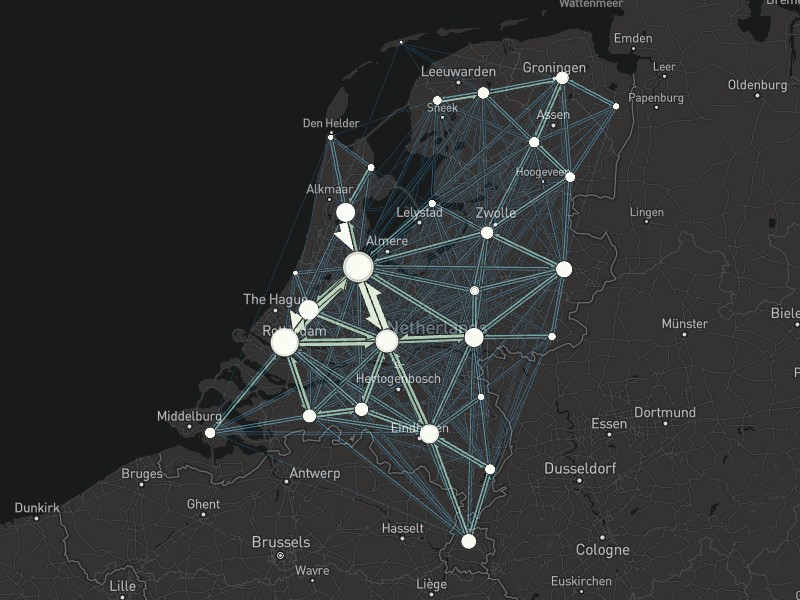 Wattenmeer
Emden
Leer
Groningen
Leeuwarden
Oldenburg
Papenburg
Sneek
Assen
Den Helder
Hoogeveen
Alkmaar
Lelystad
Zwolle
Lingen
Almere
The Hague
Rotterdam
Netherlands
Münster
Hertogenbosch
Middelburg
Dortmund
Essen
Eindhoven
Bruges
Antwerp
Dusseldorf
Dunkirk
Ghent
Hasselt
Brussels
Cologne
Wavre
Lille
Liège
Euskirchen